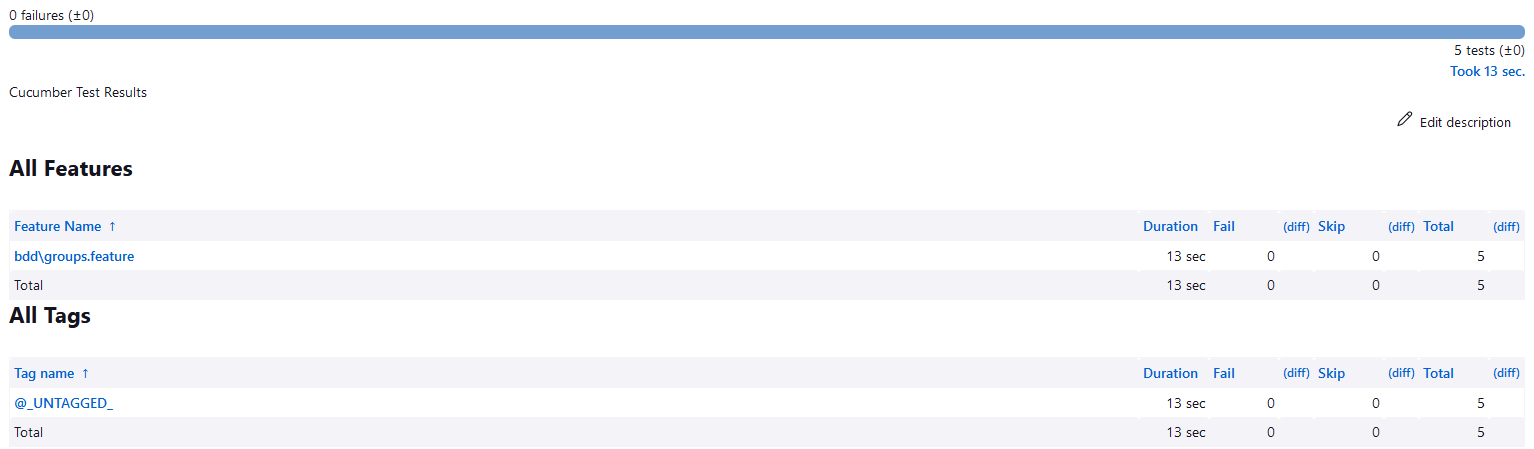 0 failures (±0)
5 tests (±0)
Took 13 sec.
Cucumber Test Results
Edit description
All Features
Feature Name ↑ Duration Fail (diff) Skip (diff) Total (diff)
bdd\groups.feature 13 sec 0 0 5
Total 13 sec 0 0 5
All Tags
Tag name ↑ Duration Fail (diff) Skip (diff) Total (diff)
@_UNTAGGED_ 13 sec 0 0 5
Total 13 sec 0 0 5